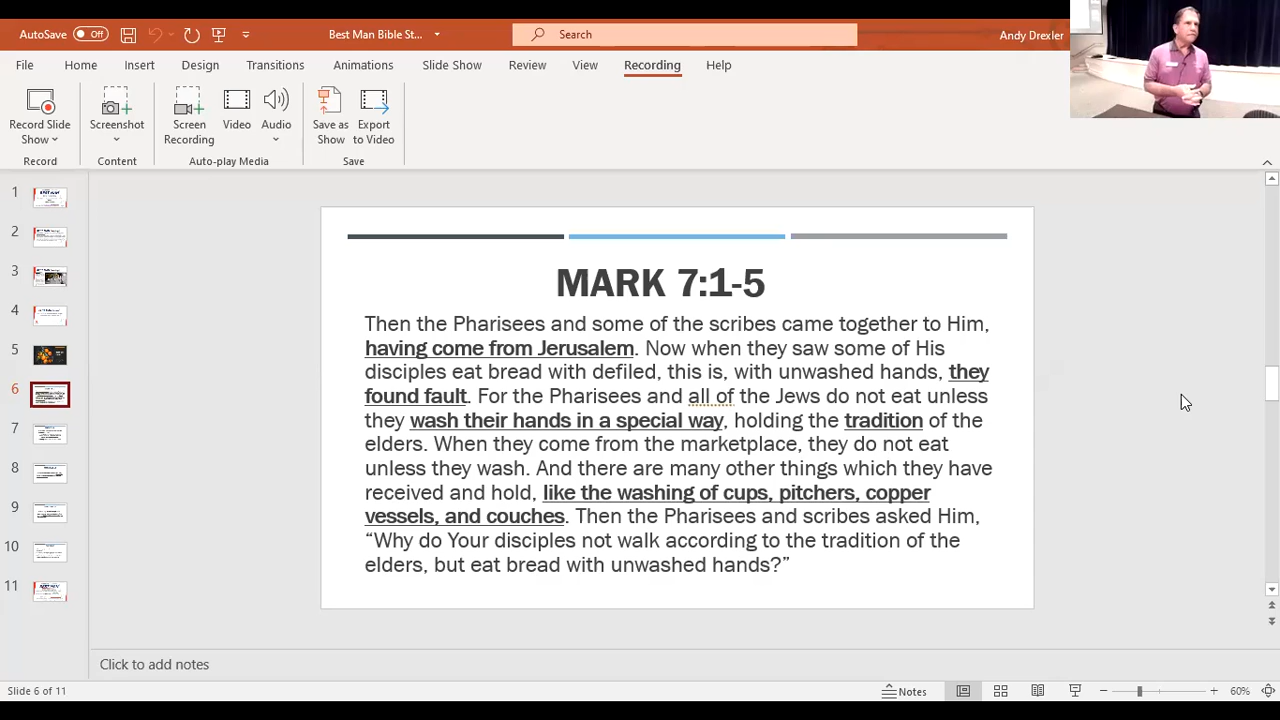 AutoSave Off Best Man Bible St... Search Andy Drexler
File Home Insert Design Transitions Animations Slide Show Review View Recording Help
Record Slide Show Screenshot Screen Recording Video Audio Save as Show Export to Video
Record Content Auto-play Media Save
1
2
3
4
5
6
7
8
9
10
11
MARK 7:1-5
Then the Pharisees and some of the scribes came together to Him,
having come from Jerusalem. Now when they saw some of His
disciples eat bread with defiled, this is, with unwashed hands, they
found fault. For the Pharisees and all of the Jews do not eat unless
they wash their hands in a special way, holding the tradition of the
elders. When they come from the marketplace, they do not eat
unless they wash. And there are many other things which they have
received and hold, like the washing of cups, pitchers, copper
vessels, and couches. Then the Pharisees and scribes asked Him,
“Why do Your disciples not walk according to the tradition of the
elders, but eat bread with unwashed hands?”
Click to add notes
Slide 6 of 11 Notes 60%